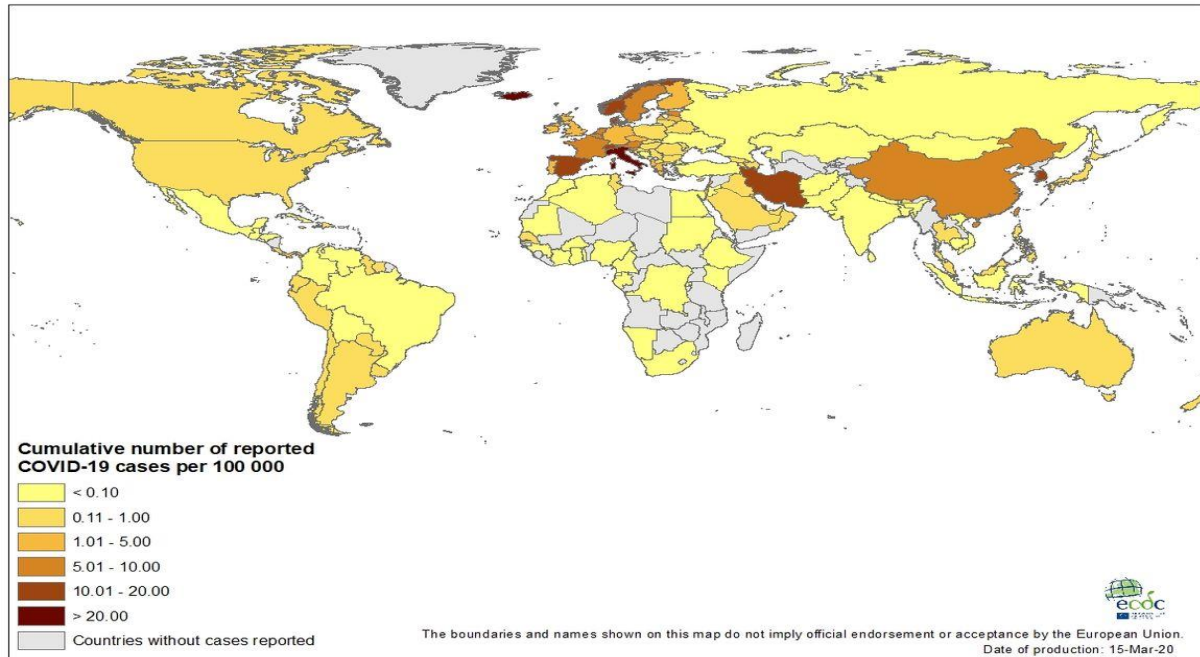 Cumulative number of reported
COVID-19 cases per 100 000
< 0.10
0.11 - 1.00
1.01 - 5.00
5.01 - 10.00
10.01 - 20.00
> 20.00
Countries without cases reported
ecdc
The boundaries and names shown on this map do not imply official endorsement or acceptance by the European Union.
Date of production: 15-Mar-20